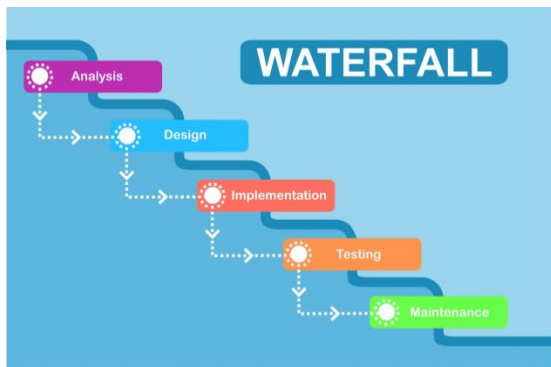 WATERFALL
Analysis
Design
Implementation
Testing
Maintenance